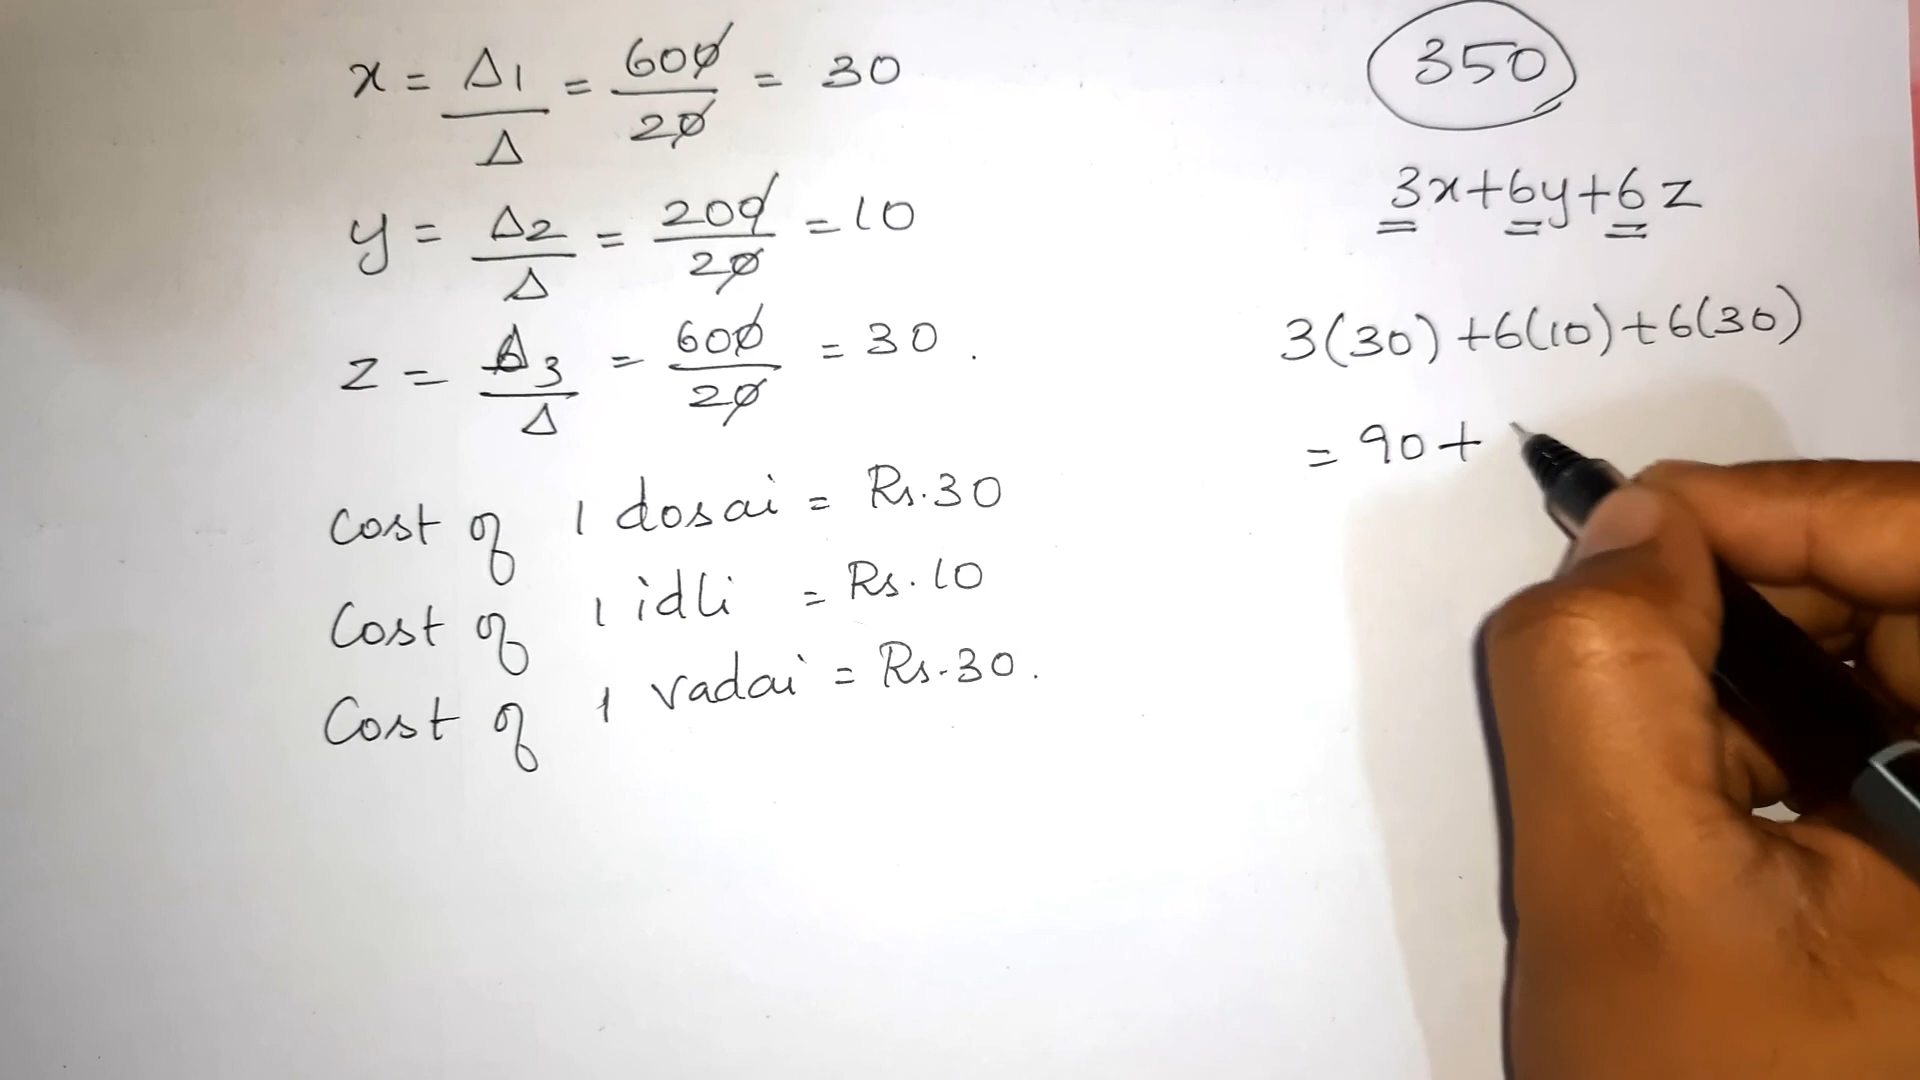 x = Δ1/Δ = 600/20 = 30
y = Δ2/Δ = 200/20 = 10
z = Δ3/Δ = 600/20 = 30.
Cost of 1 dosai = Rs.30
Cost of 1 idli = Rs.10
Cost of 1 vadai = Rs.30.
350
3x+6y+6z
3(30)+6(10)+6(30)
= 90+